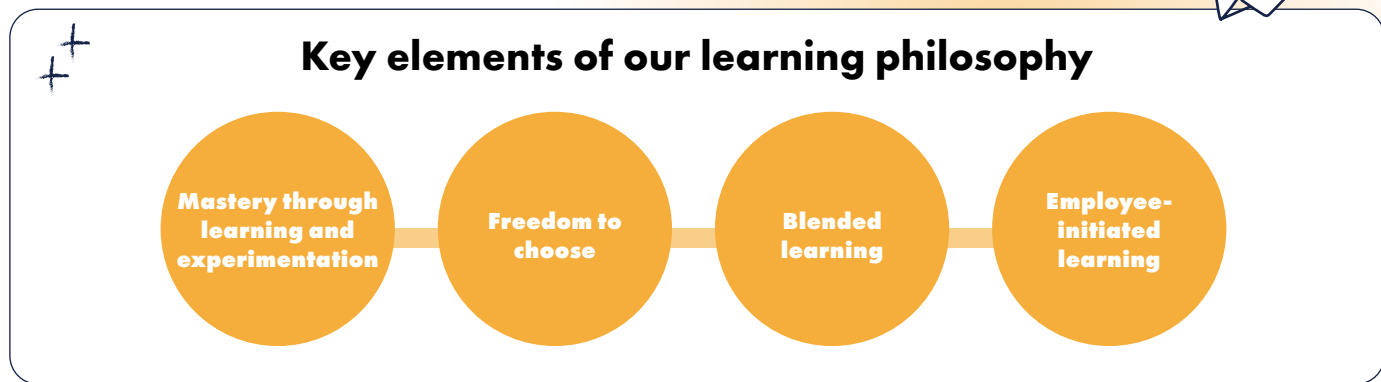 Key elements of our learning philosophy
Mastery through
learning and
experimentation
Freedom to
choose
Blended
learning
Employee-
initiated
learning